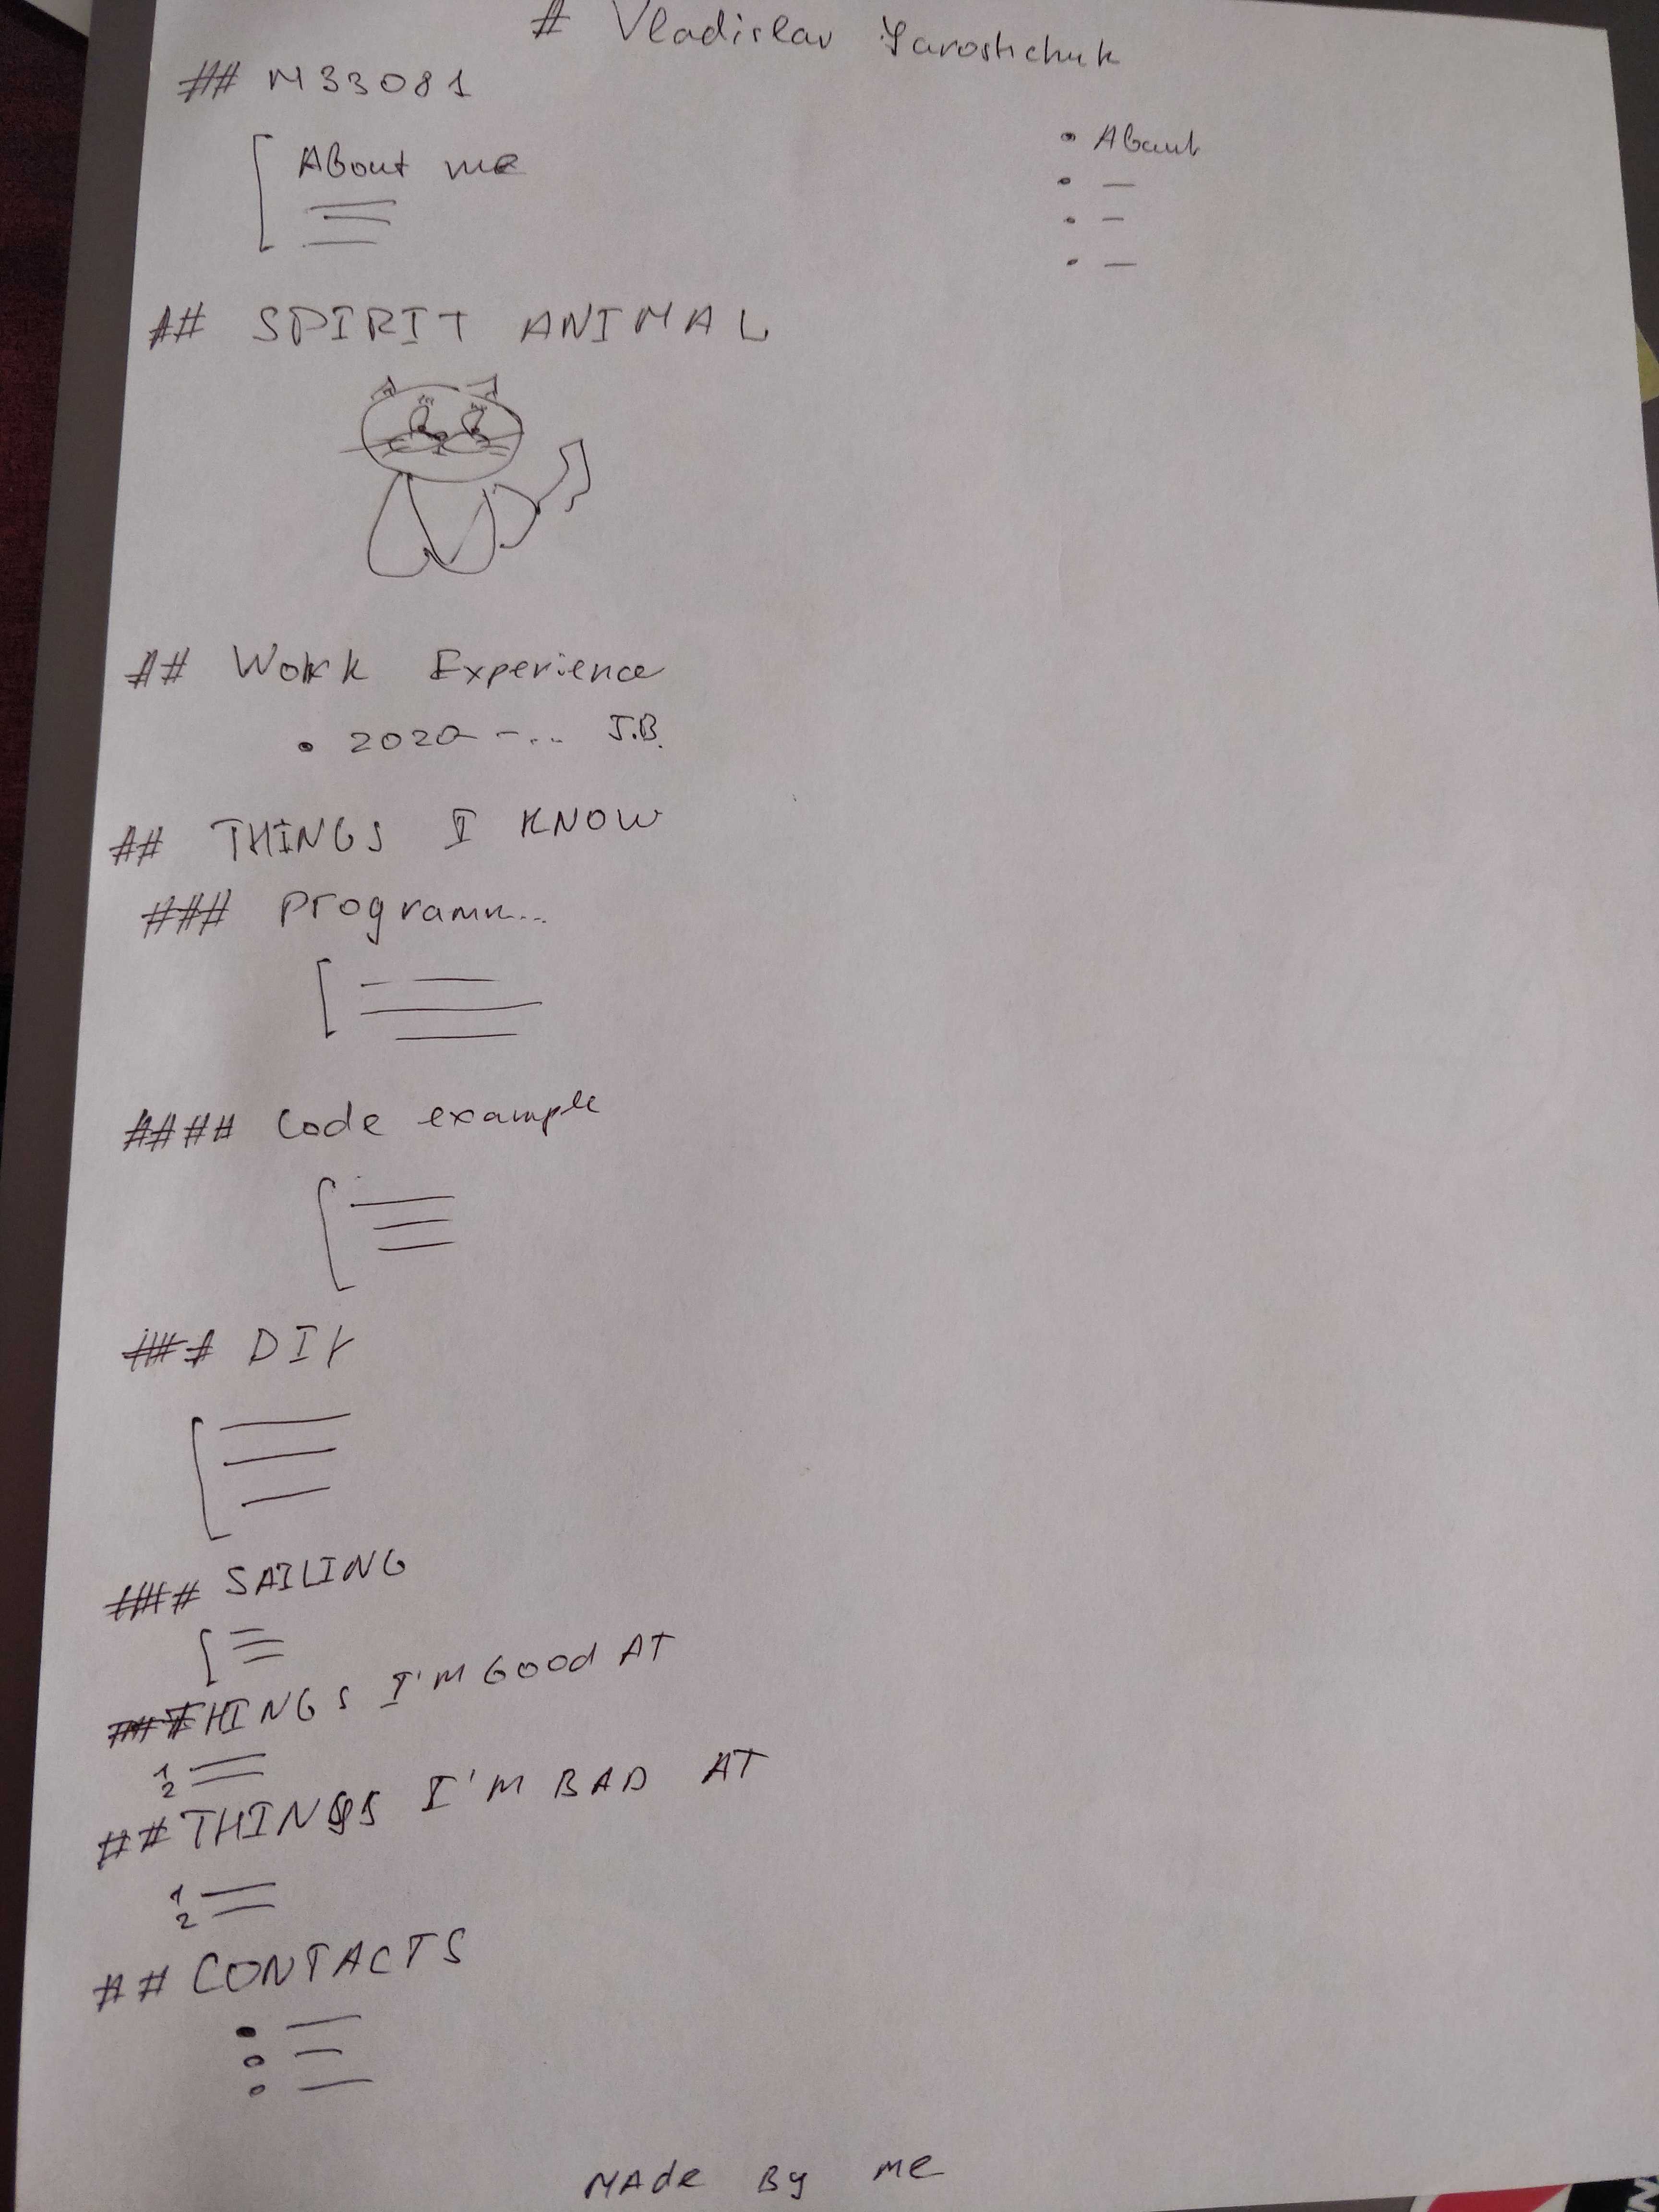 # Vladislav Yaroshchuk
## M33081
About me
• About
• —
• —
• —
## SPIRIT ANIMAL
## Work Experience
• 2020 - ... J.B.
## THINGS I KNOW
### Programm...
#### Code example
### DIY
### SAILING
## THINGS I'M GOOD AT
1
2
## THINGS I'M BAD AT
1
2
## CONTACTS
MADE BY ME